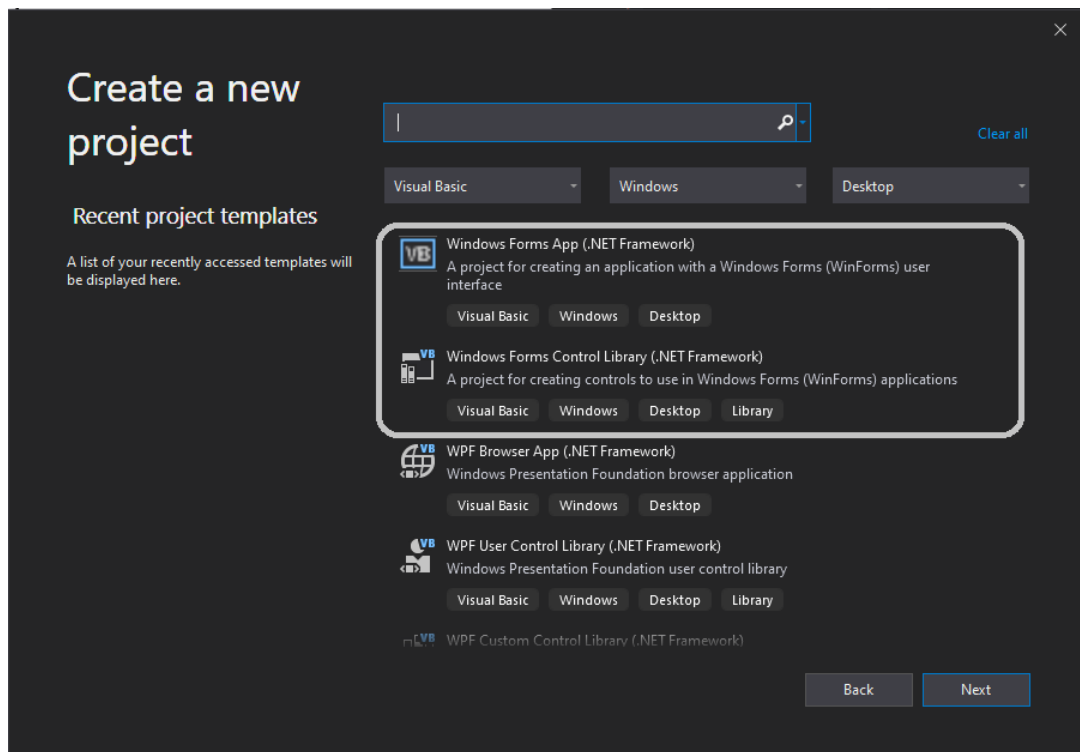 Create a new
project
Clear all
Visual Basic
Windows
Desktop
Recent project templates
A list of your recently accessed templates will
be displayed here.
VB
Windows Forms App (.NET Framework)
A project for creating an application with a Windows Forms (WinForms) user
interface
Visual Basic Windows Desktop
VB
Windows Forms Control Library (.NET Framework)
A project for creating controls to use in Windows Forms (WinForms) applications
Visual Basic Windows Desktop Library
VB
WPF Browser App (.NET Framework)
Windows Presentation Foundation browser application
Visual Basic Windows Desktop
VB
WPF User Control Library (.NET Framework)
Windows Presentation Foundation user control library
Visual Basic Windows Desktop Library
VB
WPF Custom Control Library (.NET Framework)
Back
Next